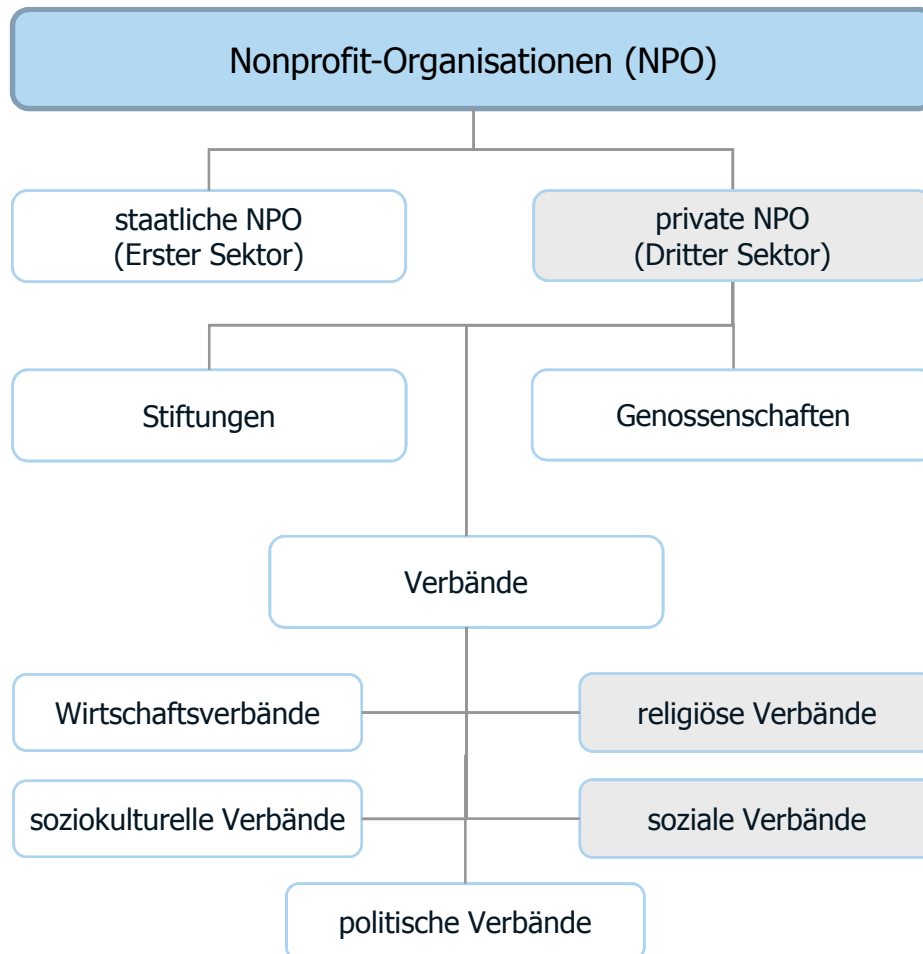 Nonprofit-Organisationen (NPO)
staatliche NPO
(Erster Sektor)
private NPO
(Dritter Sektor)
Stiftungen
Genossenschaften
Verbände
Wirtschaftsverbände
religiöse Verbände
soziokulturelle Verbände
soziale Verbände
politische Verbände